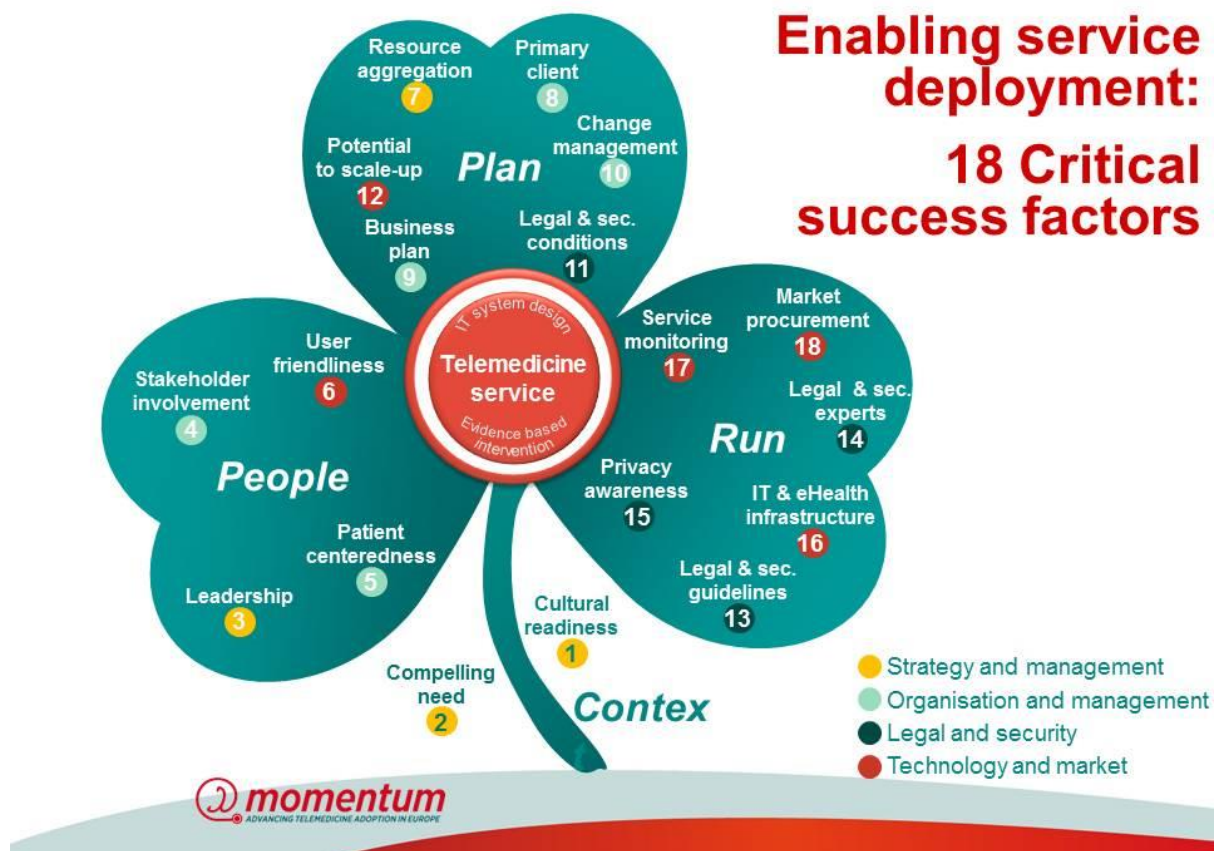 Enabling service
deployment:
18 Critical
success factors
Resource
aggregation
7
Primary
client
8
Change
management
10
Potential
to scale-up
12
Plan
Business
plan
9
Legal & sec.
conditions
11
IT system design
Telemedicine
service
Evidence based
intervention
User
friendliness
6
Stakeholder
involvement
4
People
Patient
centeredness
5
Leadership
3
Service
monitoring
17
Market
procurement
18
Legal & sec.
experts
14
Run
Privacy
awareness
15
IT & eHealth
infrastructure
16
Legal & sec.
guidelines
13
Cultural
readiness
1
Compelling
need
2
Contex
Strategy and management
Organisation and management
Legal and security
Technology and market
momentum
ADVANCING TELEMEDICINE ADOPTION IN EUROPE